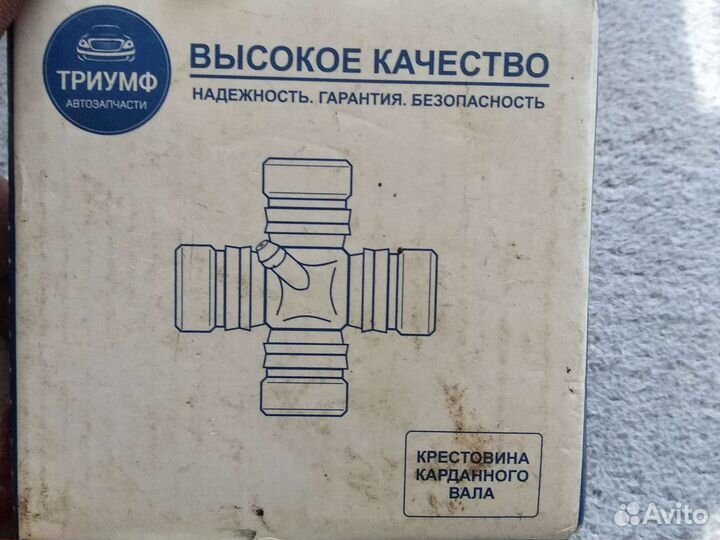 ТРИУМФ
АВТОЗАПЧАСТИ
ВЫСОКОЕ КАЧЕСТВО
НАДЕЖНОСТЬ. ГАРАНТИЯ. БЕЗОПАСНОСТЬ
КРЕСТОВИНА
КАРДАННОГО
ВАЛА
Avito